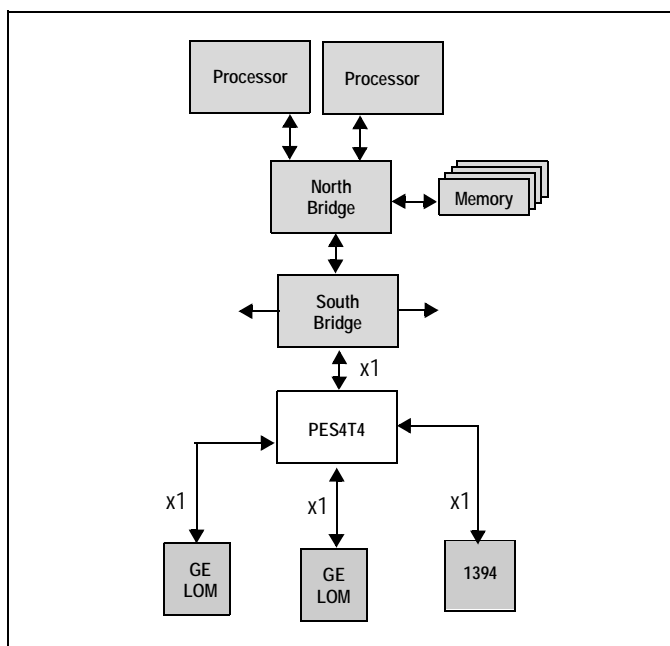 Processor
Processor
North
Bridge
Memory
South
Bridge
x1
PES4T4
x1
x1
x1
GE
LOM
GE
LOM
1394